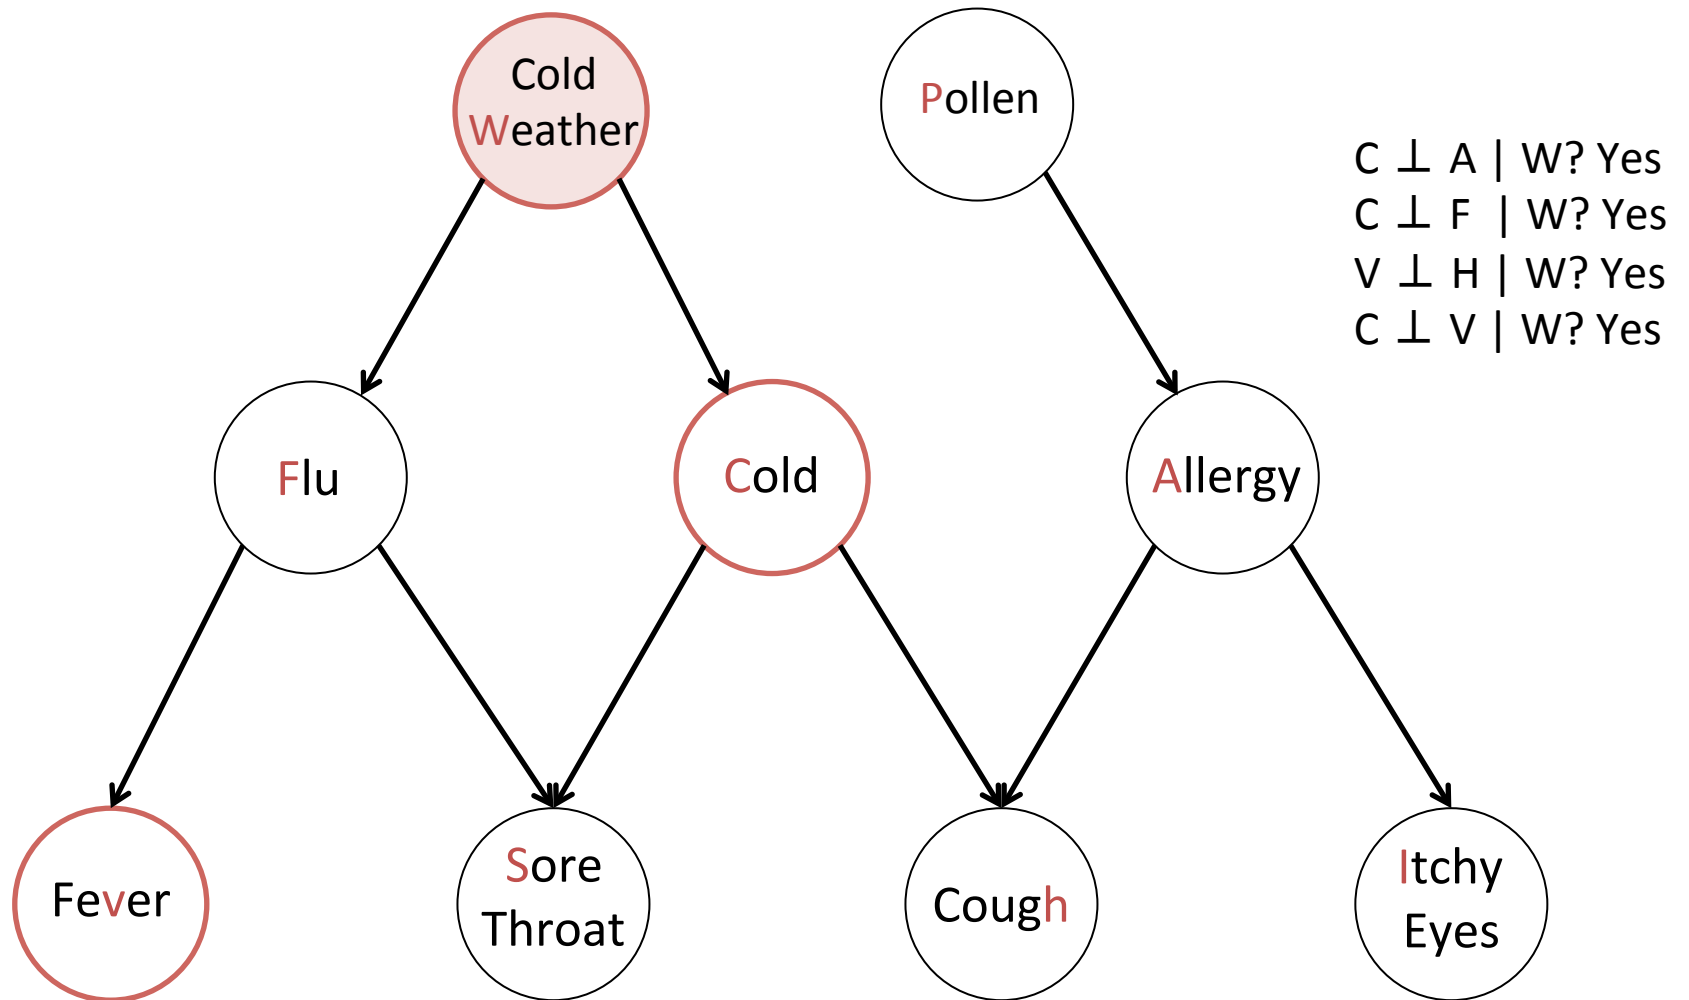 Cold
Weather
Pollen
C ⊥ A | W? Yes
C ⊥ F | W? Yes
V ⊥ H | W? Yes
C ⊥ V | W? Yes
Flu
Cold
Allergy
Fever
Sore
Throat
Cough
Itchy
Eyes